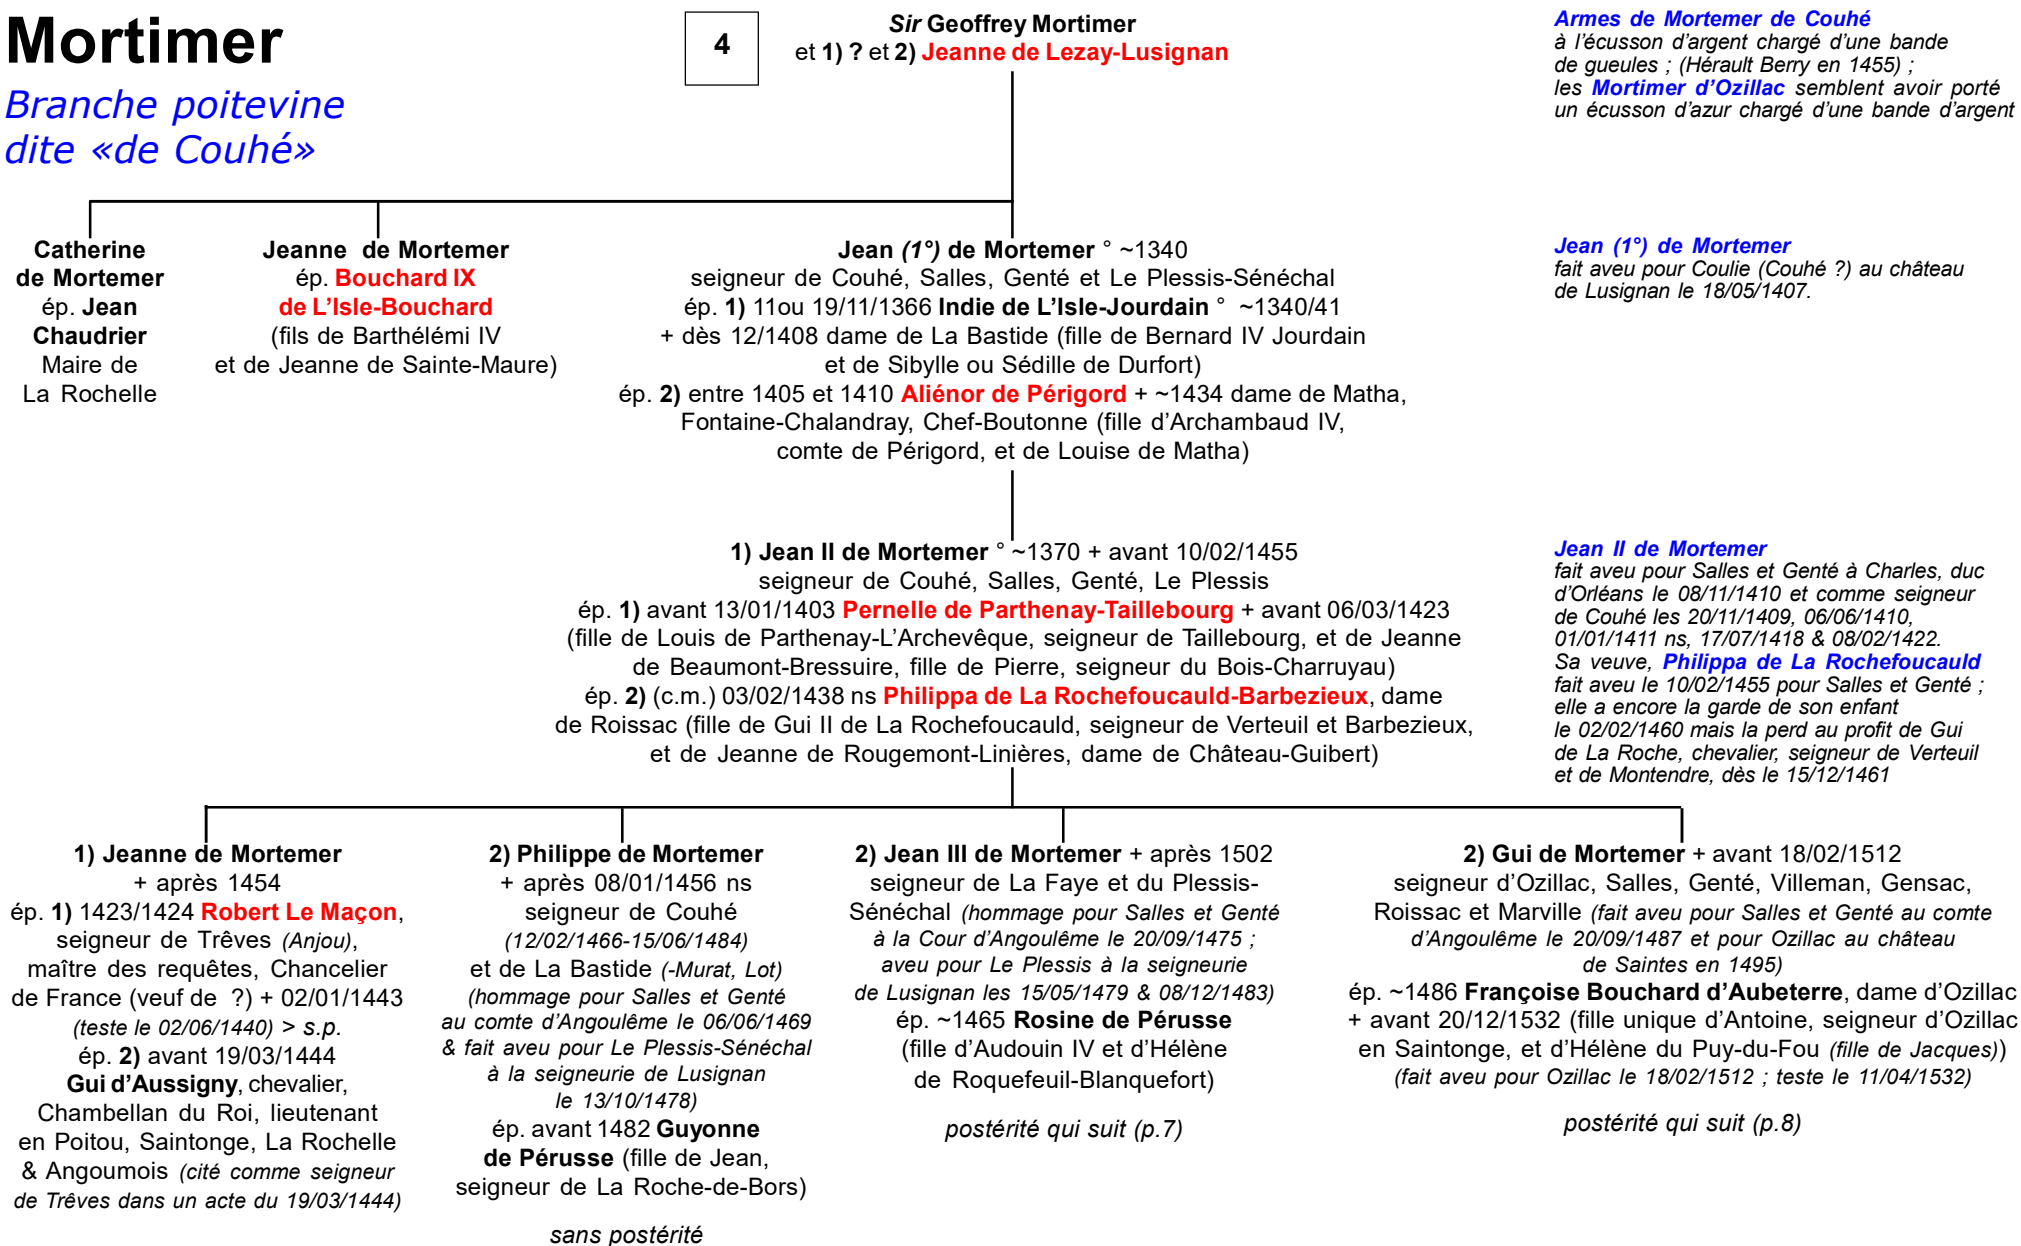 Mortimer
Branche poitevine
dite «de Couhé»
4
Sir Geoffrey Mortimer
et 1) ? et 2) Jeanne de Lezay-Lusignan
Armes de Mortemer de Couhé
à l'écusson d'argent chargé d'une bande
de gueules ; (Hérault Berry en 1455) ;
les Mortimer d'Ozillac semblent avoir porté
un écusson d'azur chargé d'une bande d'argent
Catherine
de Mortemer
ép. Jean
Chaudrier
Maire de
La Rochelle
Jeanne de Mortemer
ép. Bouchard IX
de L'Isle-Bouchard
(fils de Barthélémi IV
et de Jeanne de Sainte-Maure)
Jean (1°) de Mortemer ° ~1340
seigneur de Couhé, Salles, Genté et Le Plessis-Sénéchal
ép. 1) 11ou 19/11/1366 Indie de L'Isle-Jourdain ° ~1340/41
+ dès 12/1408 dame de La Bastide (fille de Bernard IV Jourdain
et de Sibylle ou Sédille de Durfort)
ép. 2) entre 1405 et 1410 Aliénor de Périgord + ~1434 dame de Matha,
Fontaine-Chalandray, Chef-Boutonne (fille d'Archambaud IV,
comte de Périgord, et de Louise de Matha)
Jean (1°) de Mortemer
fait aveu pour Coulie (Couhé ?) au château
de Lusignan le 18/05/1407.
1) Jean II de Mortemer ° ~1370 + avant 10/02/1455
seigneur de Couhé, Salles, Genté, Le Plessis
ép. 1) avant 13/01/1403 Pernelle de Parthenay-Taillebourg + avant 06/03/1423
(fille de Louis de Parthenay-L'Archevêque, seigneur de Taillebourg, et de Jeanne
de Beaumont-Bressuire, fille de Pierre, seigneur du Bois-Charruyau)
ép. 2) (c.m.) 03/02/1438 ns Philippa de La Rochefoucauld-Barbezieux, dame
de Roissac (fille de Gui II de La Rochefoucauld, seigneur de Verteuil et Barbezieux,
et de Jeanne de Rougemont-Linières, dame de Château-Guibert)
Jean II de Mortemer
fait aveu pour Salles et Genté à Charles, duc
d'Orléans le 08/11/1410 et comme seigneur
de Couhé les 20/11/1409, 06/06/1410,
01/01/1411 ns, 17/07/1418 & 08/02/1422.
Sa veuve, Philippa de La Rochefoucauld
fait aveu le 10/02/1455 pour Salles et Genté ;
elle a encore la garde de son enfant
le 02/02/1460 mais la perd au profit de Gui
de La Roche, chevalier, seigneur de Verteuil
et de Montendre, dès le 15/12/1461
1) Jeanne de Mortemer
+ après 1454
ép. 1) 1423/1424 Robert Le Maçon,
seigneur de Trêves (Anjou),
maître des requêtes, Chancelier
de France (veuf de ?) + 02/01/1443
(teste le 02/06/1440) > s.p.
ép. 2) avant 19/03/1444
Gui d'Aussigny, chevalier,
Chambellan du Roi, lieutenant
en Poitou, Saintonge, La Rochelle
& Angoumois (cité comme seigneur
de Trêves dans un acte du 19/03/1444)
2) Philippe de Mortemer
+ après 08/01/1456 ns
seigneur de Couhé
(12/02/1466-15/06/1484)
et de La Bastide (-Murat, Lot)
(hommage pour Salles et Genté
au comte d'Angoulême le 06/06/1469
& fait aveu pour Le Plessis-Sénéchal
à la seigneurie de Lusignan
le 13/10/1478)
ép. avant 1482 Guyonne
de Pérusse (fille de Jean,
seigneur de La Roche-de-Bors)
sans postérité
2) Jean III de Mortemer + après 1502
seigneur de La Faye et du Plessis-
Sénéchal (hommage pour Salles et Genté
à la Cour d'Angoulême le 20/09/1475 ;
aveu pour Le Plessis à la seigneurie
de Lusignan les 15/05/1479 & 08/12/1483)
ép. ~1465 Rosine de Pérusse
(fille d'Audouin IV et d'Hélène
de Roquefeuil-Blanquefort)
postérité qui suit (p.7)
2) Gui de Mortemer + avant 18/02/1512
seigneur d'Ozillac, Salles, Genté, Villeman, Gensac,
Roissac et Marville (fait aveu pour Salles et Genté au comte
d'Angoulême le 20/09/1487 et pour Ozillac au château
de Saintes en 1495)
ép. ~1486 Françoise Bouchard d'Aubeterre, dame d'Ozillac
+ avant 20/12/1532 (fille unique d'Antoine, seigneur d'Ozillac
en Saintonge, et d'Hélène du Puy-du-Fou (fille de Jacques))
(fait aveu pour Ozillac le 18/02/1512 ; teste le 11/04/1532)
postérité qui suit (p.8)